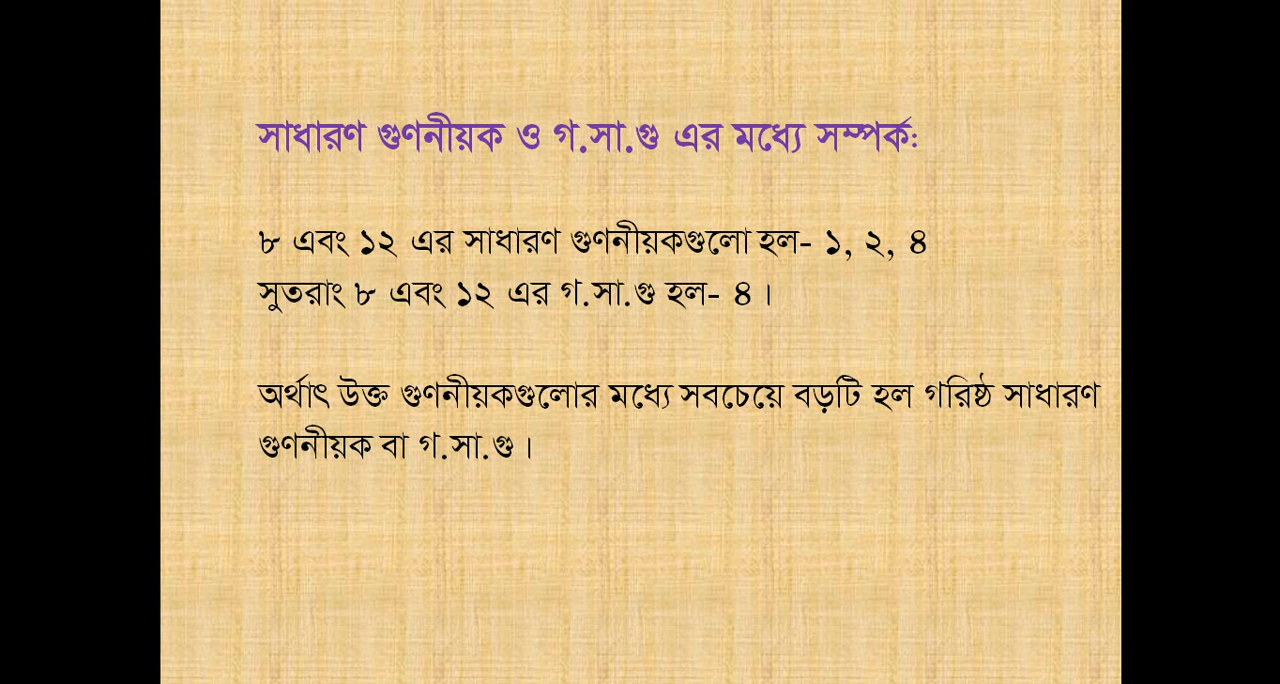 সাধারণ গুণনীয়ক ও গ.সা.গু এর মধ্যে সম্পর্ক:
৮ এবং ১২ এর সাধারণ গুণনীয়কগুলো হল- ১, ২, ৪
সুতরাং ৮ এবং ১২ এর গ.সা.গু হল- ৪।
অর্থাৎ উক্ত গুণনীয়কগুলোর মধ্যে সবচেয়ে বড়টি হল গরিষ্ঠ সাধারণ
গুণনীয়ক বা গ.সা.গু।